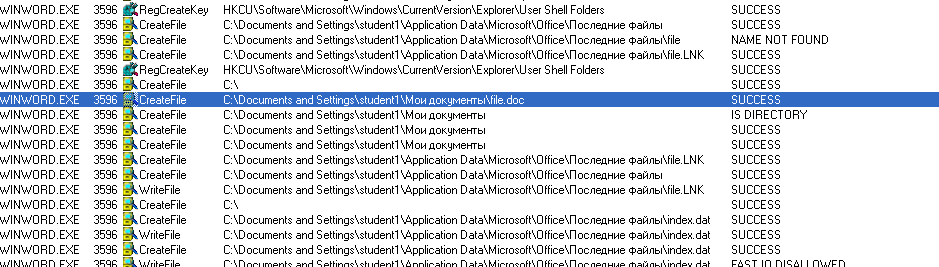 WINWORD.EXE 3596 RegCreateKey HKCU\Software\Microsoft\Windows\CurrentVersion\Explorer\User Shell Folders SUCCESS
WINWORD.EXE 3596 CreateFile C:\Documents and Settings\student1\Application Data\Microsoft\Office\Последние файлы SUCCESS
WINWORD.EXE 3596 CreateFile C:\Documents and Settings\student1\Application Data\Microsoft\Office\Последние файлы\file NAME NOT FOUND
WINWORD.EXE 3596 CreateFile C:\Documents and Settings\student1\Application Data\Microsoft\Office\Последние файлы\file.LNK SUCCESS
WINWORD.EXE 3596 RegCreateKey HKCU\Software\Microsoft\Windows\CurrentVersion\Explorer\User Shell Folders SUCCESS
WINWORD.EXE 3596 CreateFile C:\ SUCCESS
WINWORD.EXE 3596 CreateFile C:\Documents and Settings\student1\Мои документы\file.doc SUCCESS
WINWORD.EXE 3596 CreateFile C:\Documents and Settings\student1\Мои документы IS DIRECTORY
WINWORD.EXE 3596 CreateFile C:\Documents and Settings\student1\Мои документы SUCCESS
WINWORD.EXE 3596 CreateFile C:\Documents and Settings\student1\Мои документы SUCCESS
WINWORD.EXE 3596 CreateFile C:\Documents and Settings\student1\Application Data\Microsoft\Office\Последние файлы\file.LNK SUCCESS
WINWORD.EXE 3596 CreateFile C:\Documents and Settings\student1\Application Data\Microsoft\Office\Последние файлы SUCCESS
WINWORD.EXE 3596 WriteFile C:\Documents and Settings\student1\Application Data\Microsoft\Office\Последние файлы\file.LNK SUCCESS
WINWORD.EXE 3596 CreateFile C:\ SUCCESS
WINWORD.EXE 3596 CreateFile C:\Documents and Settings\student1\Application Data\Microsoft\Office\Последние файлы\index.dat SUCCESS
WINWORD.EXE 3596 WriteFile C:\Documents and Settings\student1\Application Data\Microsoft\Office\Последние файлы\index.dat SUCCESS
WINWORD.EXE 3596 CreateFile C:\Documents and Settings\student1\Application Data\Microsoft\Office\Последние файлы\index.dat SUCCESS
WINWORD.EXE 3596 WriteFile C:\Documents and Settings\student1\Application Data\Microsoft\Office\Последние файлы\index.dat FAST IO DISALLOWED